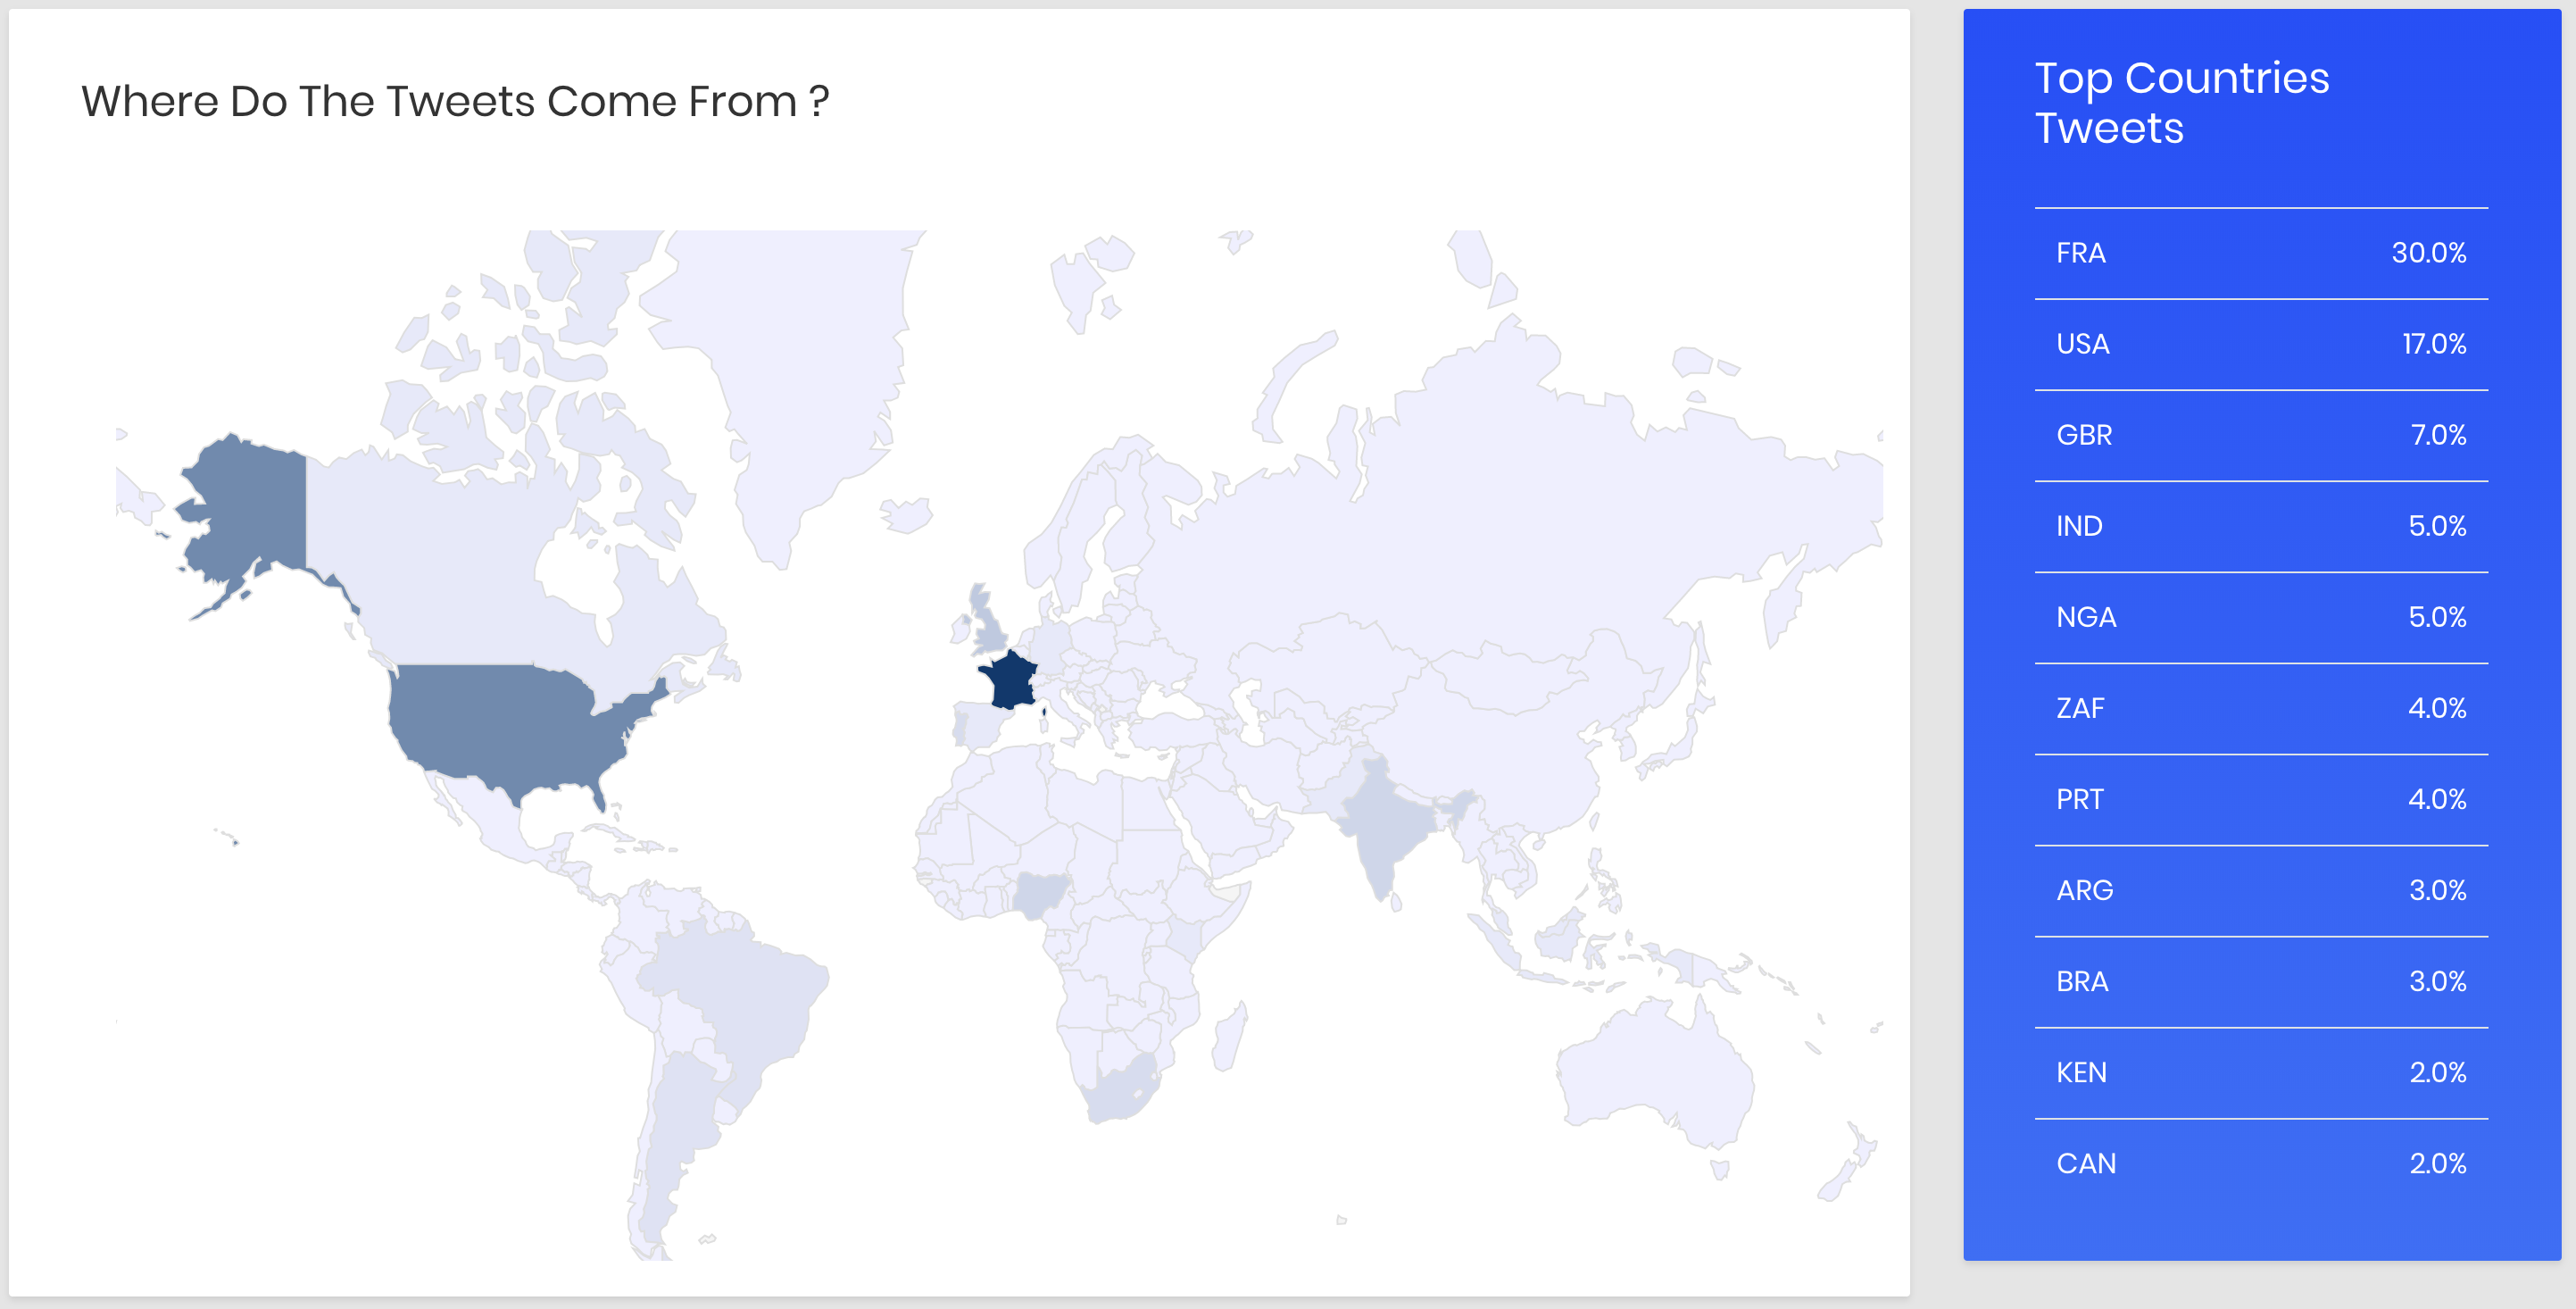 Where Do The Tweets Come From ?
Top Countries
Tweets
FRA 30.0%
USA 17.0%
GBR 7.0%
IND 5.0%
NGA 5.0%
ZAF 4.0%
PRT 4.0%
ARG 3.0%
BRA 3.0%
KEN 2.0%
CAN 2.0%